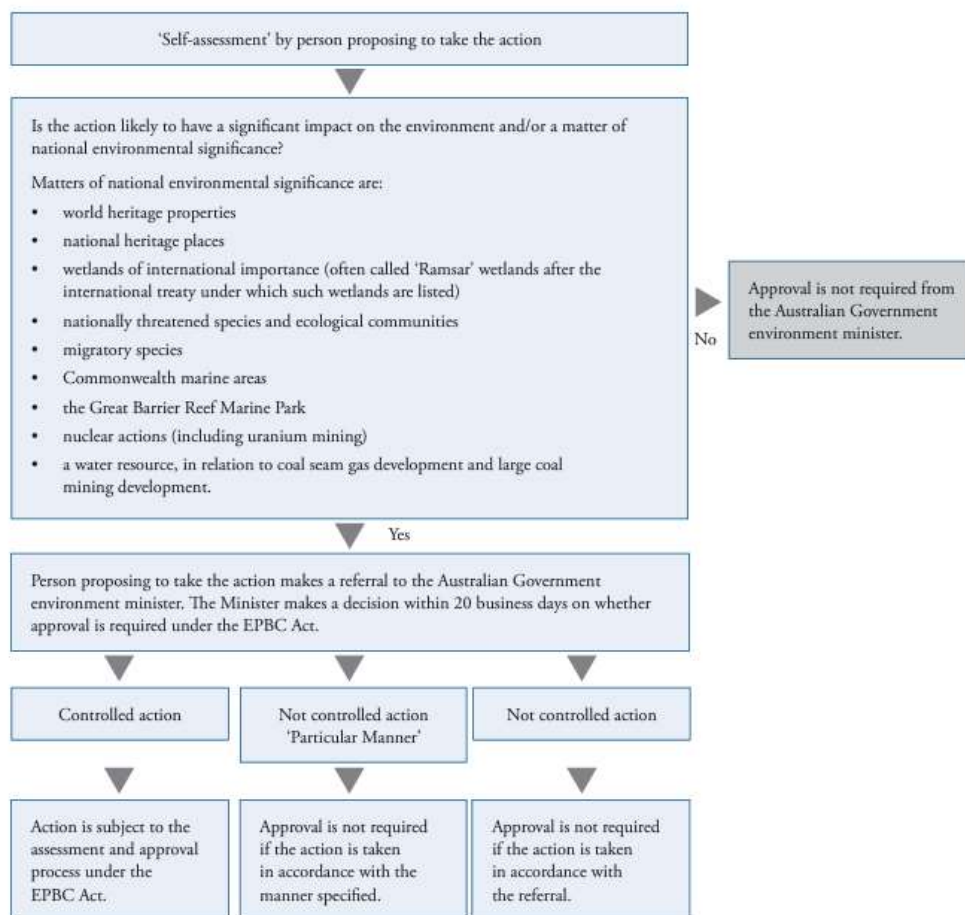 ‘Self-assessment’ by person proposing to take the action
Is the action likely to have a significant impact on the environment and/or a matter of
national environmental significance?
Matters of national environmental significance are:
• world heritage properties
• national heritage places
• wetlands of international importance (often called ‘Ramsar’ wetlands after the
international treaty under which such wetlands are listed)
• nationally threatened species and ecological communities
• migratory species
• Commonwealth marine areas
• the Great Barrier Reef Marine Park
• nuclear actions (including uranium mining)
• a water resource, in relation to coal seam gas development and large coal
mining development.
No
Approval is not required from
the Australian Government
environment minister.
Yes
Person proposing to take the action makes a referral to the Australian Government
environment minister. The Minister makes a decision within 20 business days on whether
approval is required under the EPBC Act.
Controlled action
Not controlled action
‘Particular Manner’
Not controlled action
Action is subject to the
assessment and approval
process under the
EPBC Act.
Approval is not required
if the action is taken
in accordance with the
manner specified.
Approval is not required
if the action is taken
in accordance with
the referral.